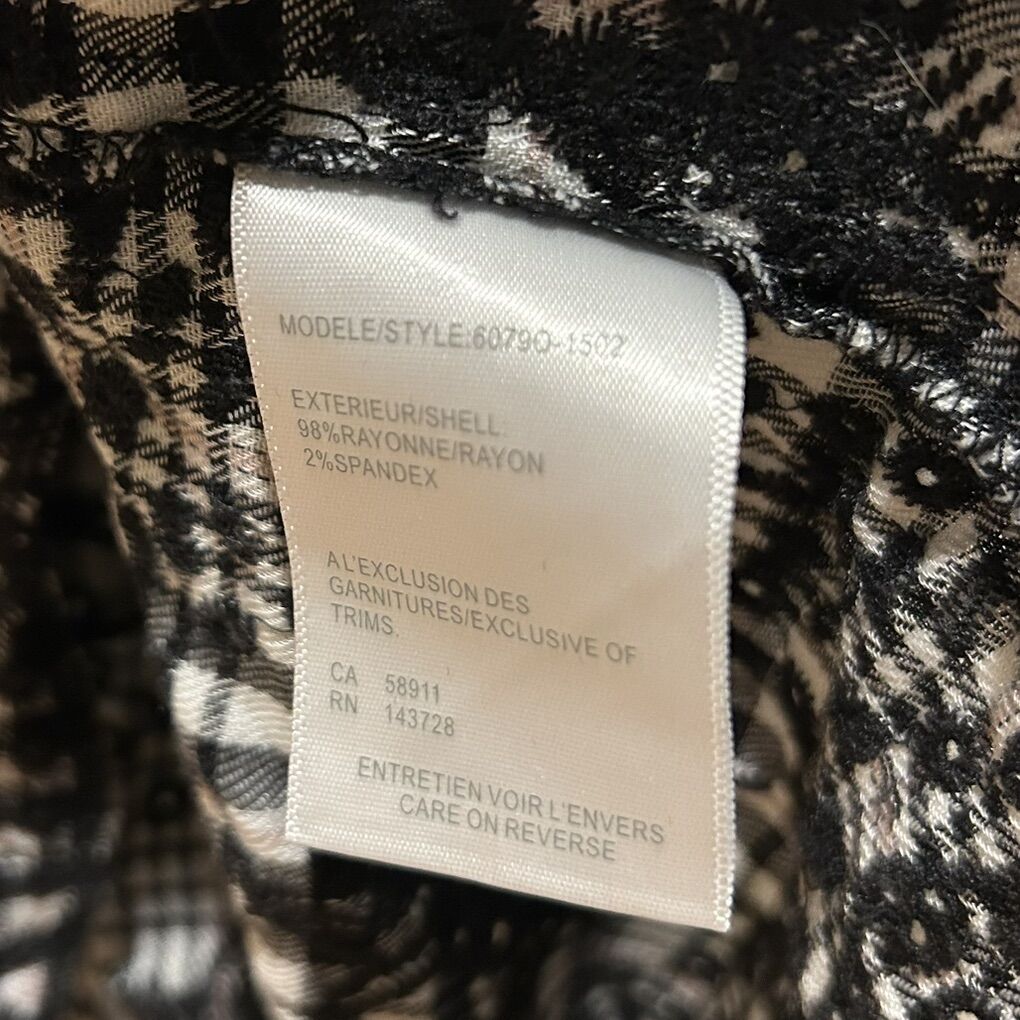 MODELE/STYLE:6079O-1502
EXTERIEUR/SHELL:
98%RAYONNE/RAYON
2%SPANDEX
A L'EXCLUSION DES
GARNITURES/EXCLUSIVE OF
TRIMS.
CA 58911
RN 143728
ENTRETIEN VOIR L'ENVERS
CARE ON REVERSE